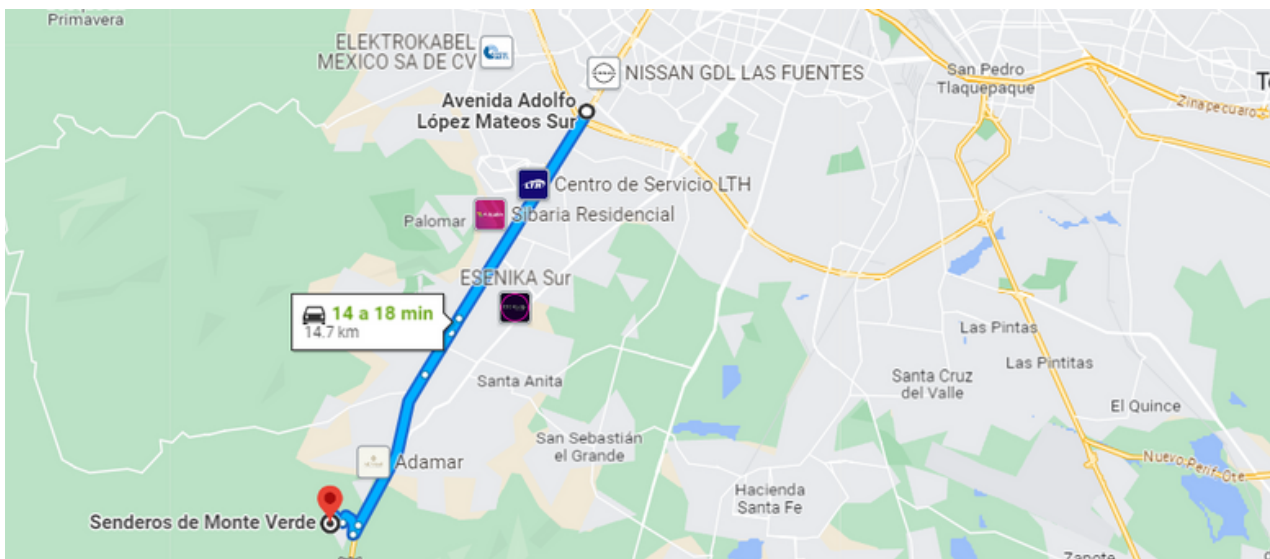 Primavera
ELEKTROKABEL
MEXICO SA DE CV
NISSAN GDL LAS FUENTES
San Pedro
Tlaquepaque
Avenida Adolfo
López Mateos Sur
Zinapecuaro
Centro de Servicio LTH
LTH
Palomar
Sibaria Residencial
ESENIKA Sur
14 a 18 min
14.7 km
Las Pintas
Las Pintitas
Santa Anita
Santa Cruz
del Valle
El Quince
San Sebastián
el Grande
Adamar
Nuevo Perif. Ote.
Hacienda
Santa Fe
Senderos de Monte Verde
Zapote